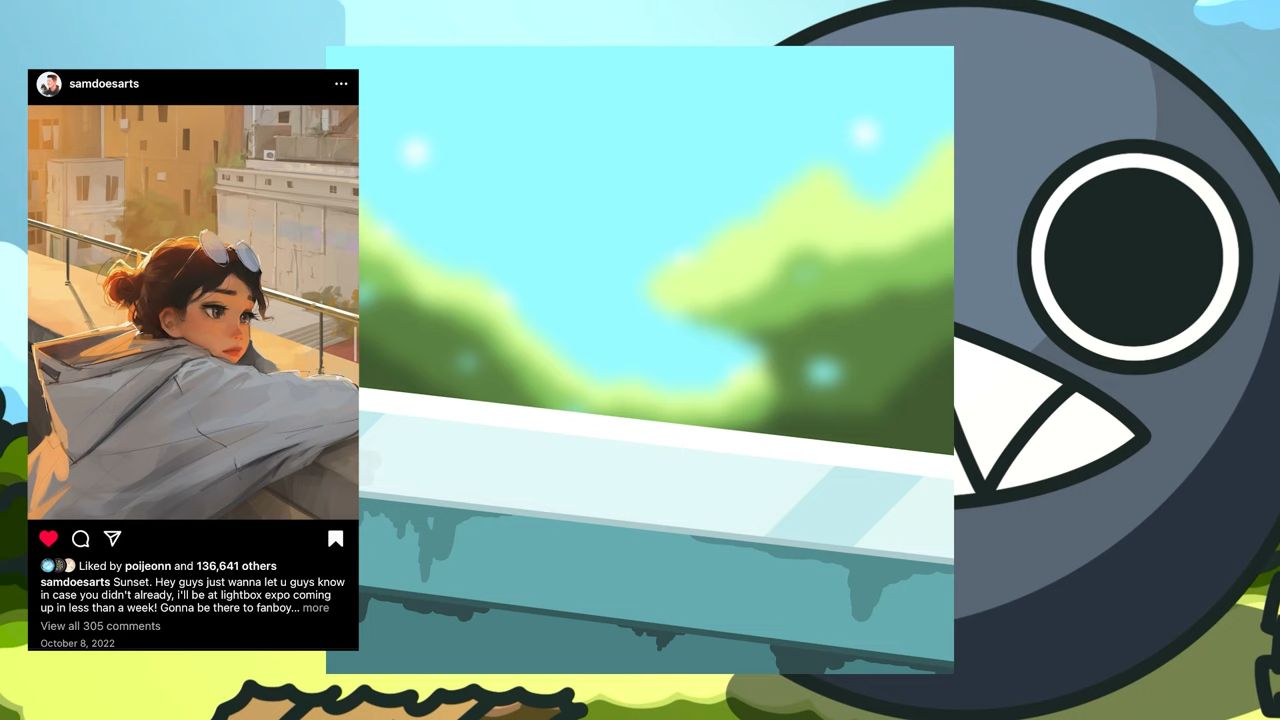 samdoesarts
Liked by poijeonn and 136,641 others
samdoesarts Sunset. Hey guys just wanna let u guys know
in case you didn't already, i'll be at lightbox expo coming
up in less than a week! Gonna be there to fanboy... more
View all 305 comments
October 8, 2022